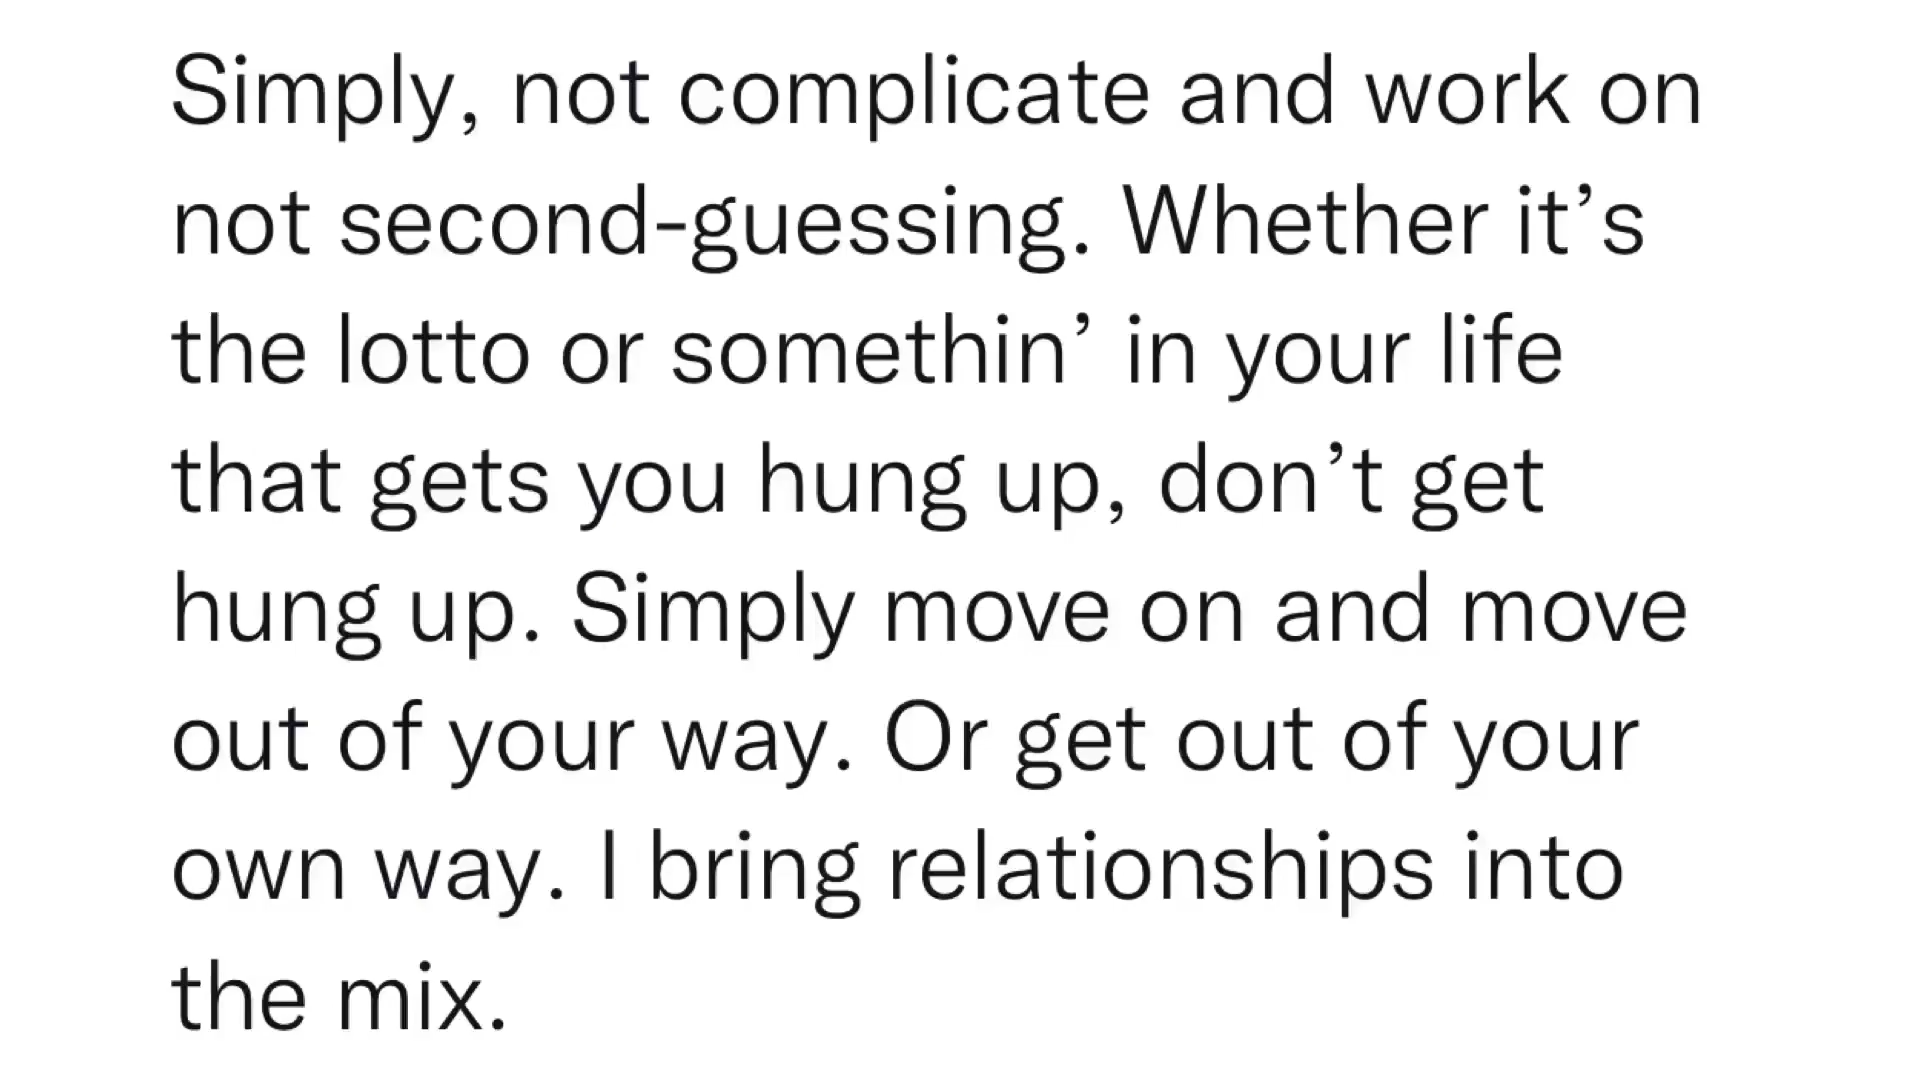 Simply, not complicate and work on
not second-guessing. Whether it’s
the lotto or somethin’ in your life
that gets you hung up, don’t get
hung up. Simply move on and move
out of your way. Or get out of your
own way. I bring relationships into
the mix.